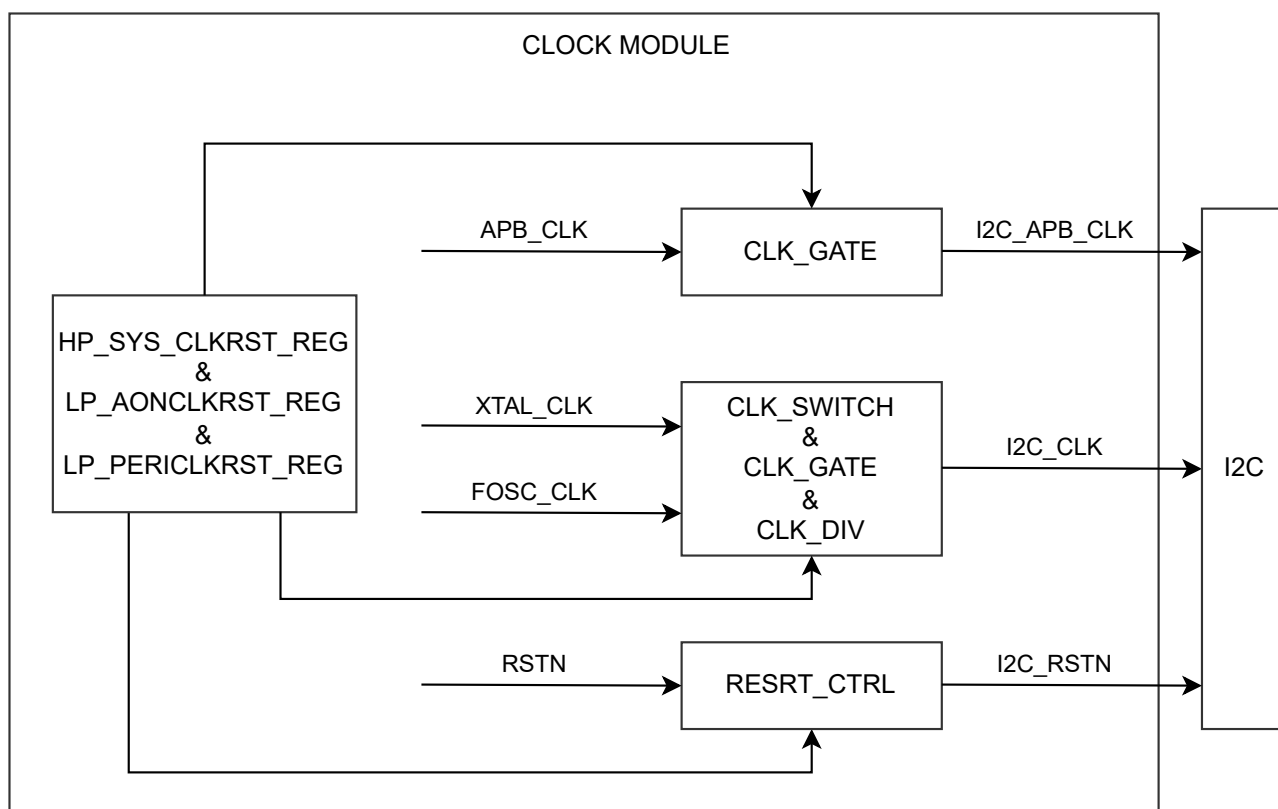 CLOCK MODULE
APB_CLK
CLK_GATE
I2C_APB_CLK
HP_SYS_CLKRST_REG
&
LP_AONCLKRST_REG
&
LP_PERICLKRST_REG
XTAL_CLK
FOSC_CLK
CLK_SWITCH
&
CLK_GATE
&
CLK_DIV
I2C_CLK
I2C
RSTN
RESRT_CTRL
I2C_RSTN